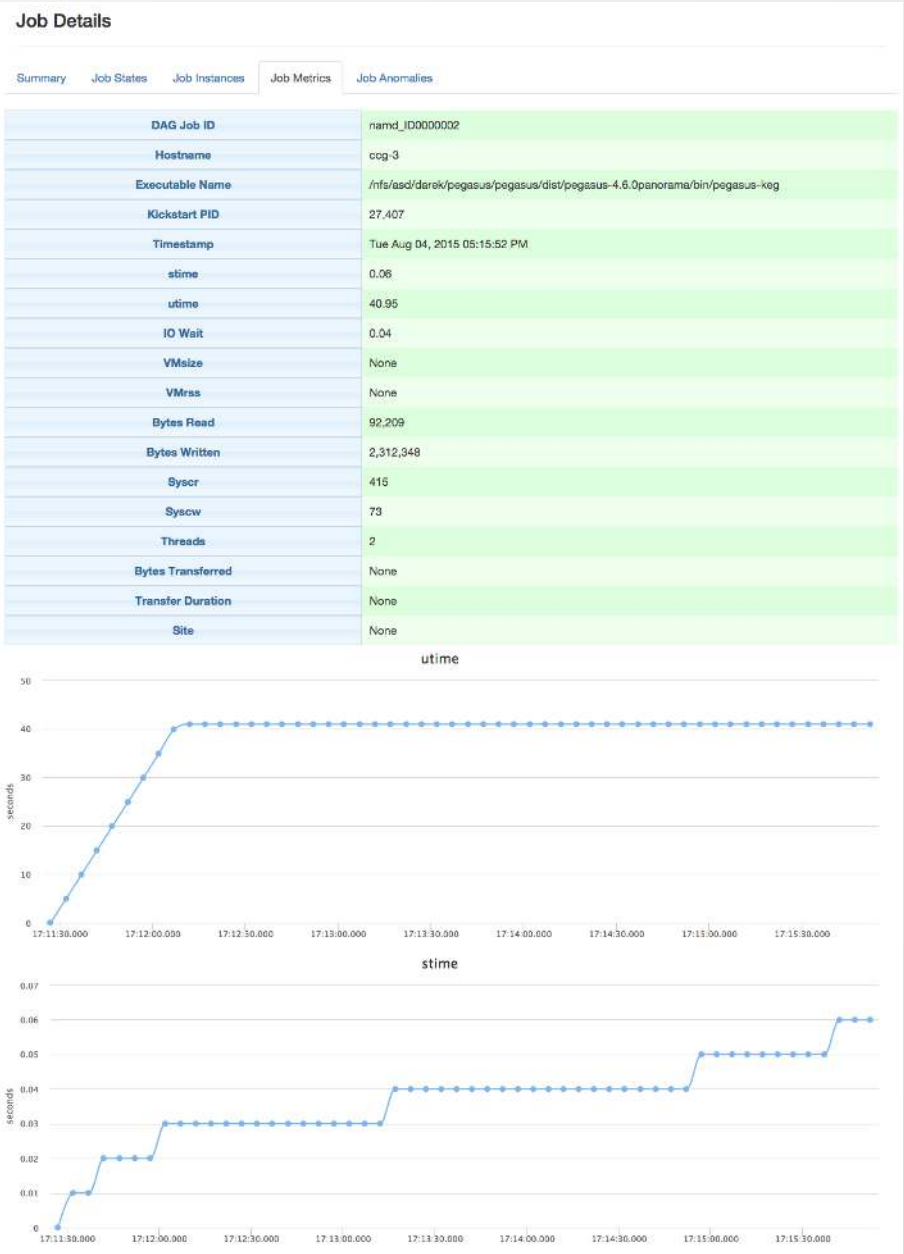 Job Details
Summary Job States Job Instances Job Metrics Job Anomalies
DAG Job ID namd_ID0000002
Hostname ccg-3
Executable Name /nfs/asd/darek/pegasus/pegasus/dist/pegasus-4.6.0panorama/bin/pegasus-keg
Kickstart PID 27,407
Timestamp Tue Aug 04, 2015 05:15:52 PM
stime 0.06
utime 40.95
IO Wait 0.04
VMsize None
VMrss None
Bytes Read 92,209
Bytes Written 2,312,348
Syscr 415
Syscw 73
Threads 2
Bytes Transferred None
Transfer Duration None
Site None
utime
50
40
30
20
10
0
seconds
17:11:30.000 17:12:00.000 17:12:30.000 17:13:00.000 17:13:30.000 17:14:00.000 17:14:30.000 17:15:00.000 17:15:30.000
stime
0.07
0.06
0.05
0.04
0.03
0.02
0.01
0
seconds
17:11:30.000 17:12:00.000 17:12:30.000 17:13:00.000 17:13:30.000 17:14:00.000 17:14:30.000 17:15:00.000 17:15:30.000